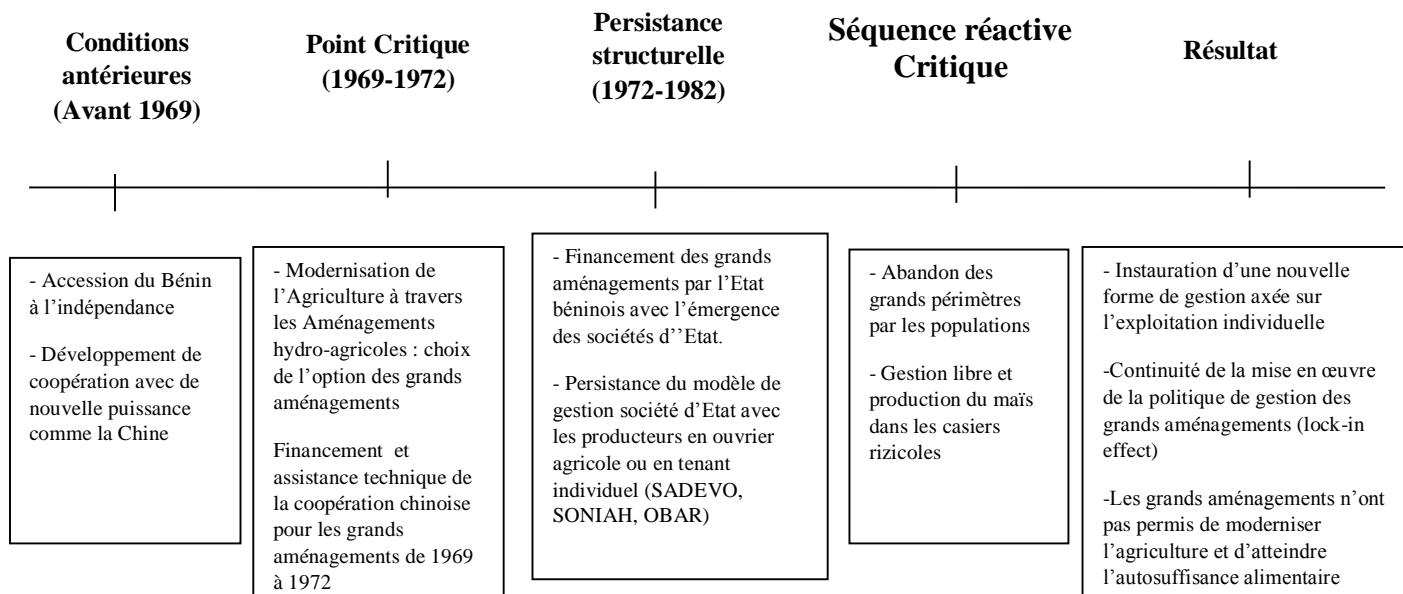 Conditions
antérieures
(Avant 1969)
Point Critique
(1969-1972)
Persistance
structurelle
(1972-1982)
Séquence réactive
Critique
Résultat
- Accession du Bénin
à l’indépendance
- Développement de
coopération avec de
nouvelle puissance
comme la Chine
- Modernisation de
l’Agriculture à travers
les Aménagements
hydro-agricoles : choix
de l’option des grands
aménagements
Financement et
assistance technique de
la coopération chinoise
pour les grands
aménagements de 1969
à 1972
- Financement des grands
aménagements par l’Etat
béninois avec l’émergence
des sociétés d’’Etat.
- Persistance du modèle de
gestion société d’Etat avec
les producteurs en ouvrier
agricole ou en tenant
individuel (SADEVO,
SONIAH, OBAR)
- Abandon des
grands périmètres
par les populations
- Gestion libre et
production du maïs
dans les casiers
rizicoles
- Instauration d’une nouvelle
forme de gestion axée sur
l’exploitation individuelle
-Continuité de la mise en œuvre
de la politique de gestion des
grands aménagements (lock-in
effect)
-Les grands aménagements n’ont
pas permis de moderniser
l’agriculture et d’atteindre
l’autosuffisance alimentaire